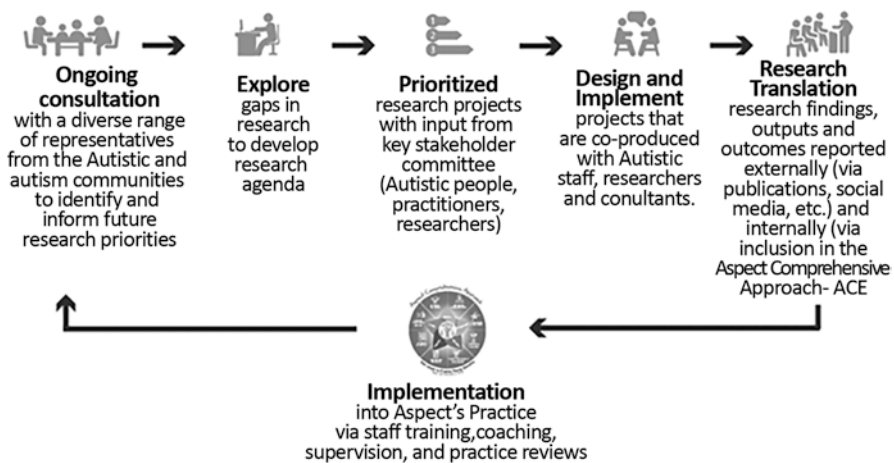 Ongoing
consultation
with a diverse range
of representatives
from the Autistic and
autism communities
to identify and
inform future
research priorities
Explore
gaps in
research
to develop
research
agenda
1
2
3
Prioritized
research projects
with input from
key stakeholder
committee
(Autistic people,
practitioners,
researchers)
Design and
Implement
projects that
are co-produced
with Autistic
staff, researchers
and conultants.
Research
Translation
research findings,
outputs and
outcomes reported
externally (via
publications, social
media, etc.) and
internally (via
inclusion in the
Aspect Comprehensive
Approach- ACE
Implementation
into Aspect's Practice
via staff training,coaching,
supervision, and practice reviews